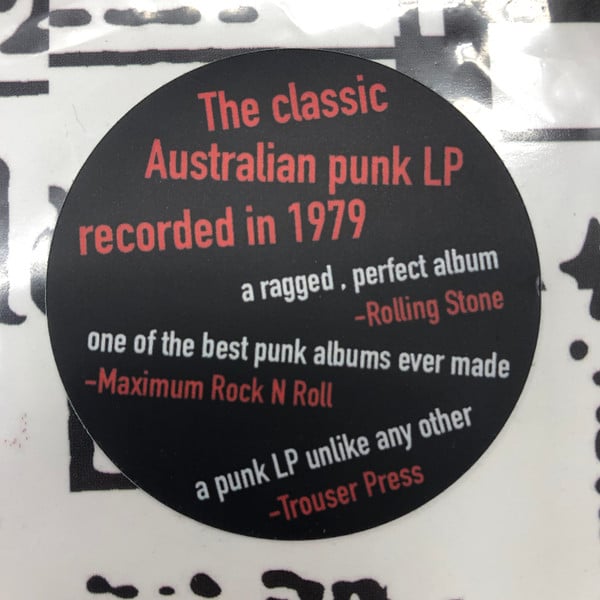 The classic
Australian punk LP
recorded in 1979
a ragged . perfect album
-Rolling Stone
one of the best punk albums ever made
-Maximum Rock N Roll
a punk LP unlike any other
-Trouser Press